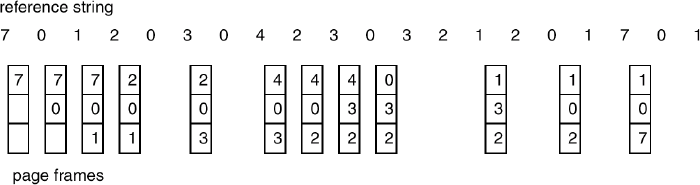 reference string
7 0 1 2 0 3 0 4 2 3 0 3 2 1 2 0 1 7 0 1
7 7 7 2 2 4 4 4 0 1 1 1
0 0 0 0 0 0 3 3 3 0 0
1 1 3 3 2 2 2 2 2 7
page frames